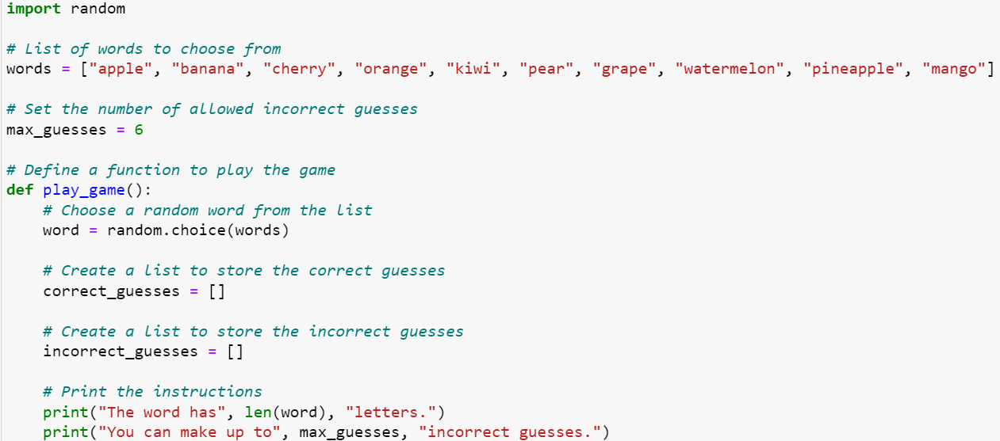 import random

# List of words to choose from
words = ["apple", "banana", "cherry", "orange", "kiwi", "pear", "grape", "watermelon", "pineapple", "mango"]

# Set the number of allowed incorrect guesses
max_guesses = 6

# Define a function to play the game
def play_game():
    # Choose a random word from the list
    word = random.choice(words)

    # Create a list to store the correct guesses
    correct_guesses = []

    # Create a list to store the incorrect guesses
    incorrect_guesses = []

    # Print the instructions
    print("The word has", len(word), "letters.")
    print("You can make up to", max_guesses, "incorrect guesses.")